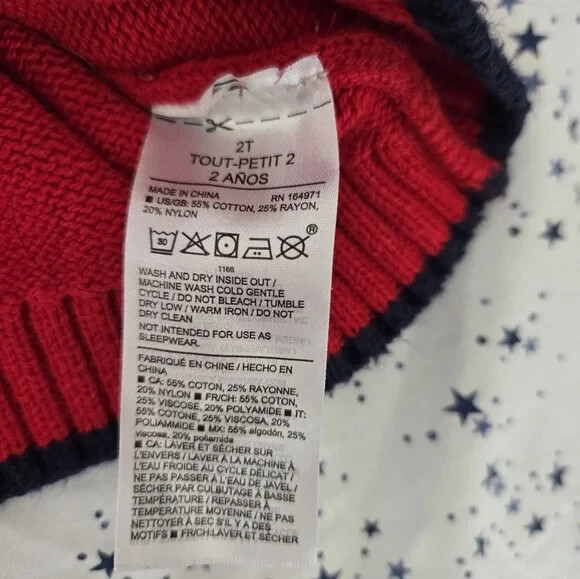 2T
TOUT-PETIT 2
2 AÑOS
MADE IN CHINA RN 164971
■ US/GB: 55% COTTON, 25% RAYON,
20% NYLON
30 ®
1166
WASH AND DRY INSIDE OUT /
MACHINE WASH COLD GENTLE
CYCLE / DO NOT BLEACH / TUMBLE
DRY LOW / WARM IRON / DO NOT
DRY CLEAN
NOT INTENDED FOR USE AS
SLEEPWEAR.
FABRIQUÉ EN CHINE / HECHO EN
CHINA
■ CA: 55% COTON, 25% RAYONNE,
20% NYLON ■ FR/CH: 55% COTON,
25% VISCOSE, 20% POLYAMIDE ■ IT:
55% COTONE, 25% VISCOSA, 20%
POLIAMMIDE ■ MX: 55% algodón, 25%
viscosa, 20% poliamida
■ CA: LAVER ET SÉCHER SUR
L'ENVERS / LAVER À LA MACHINE À
L'EAU FROIDE AU CYCLE DÉLICAT /
NE PAS PASSER À L'EAU DE JAVEL /
SÉCHER PAR CULBUTAGE À BASSE
TEMPÉRATURE / REPASSER À
TEMPÉRATURE MOYENNE / NE PAS
NETTOYER À SEC S'IL Y A DES
MOTIFS ■ FR/CH:LAVER ET SÉCHER